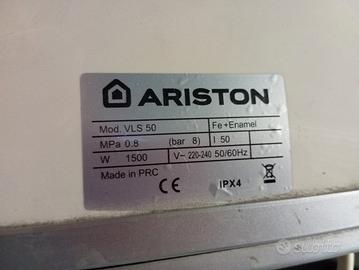 ARISTON
Mod. VLS 50 Fe+Enamel
MPa 0.8 (bar 8) l 50
W 1500 V~ 220-240 50/60Hz
Made in PRC
CE IPX4
subito